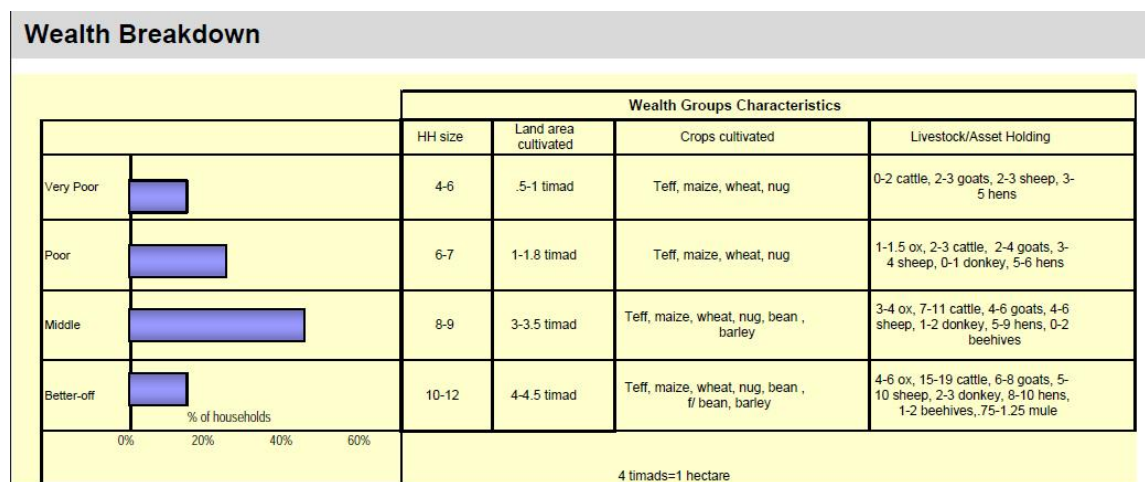 Wealth Breakdown
Wealth Groups Characteristics
HH size
Land area
cultivated
Crops cultivated
Livestock/Asset Holding
Very Poor
4-6
.5-1 timad
Teff, maize, wheat, nug
0-2 cattle, 2-3 goats, 2-3 sheep, 3-
5 hens
Poor
6-7
1-1.8 timad
Teff, maize, wheat, nug
1-1.5 ox, 2-3 cattle, 2-4 goats, 3-
4 sheep, 0-1 donkey, 5-6 hens
Middle
8-9
3-3.5 timad
Teff, maize, wheat, nug, bean ,
barley
3-4 ox, 7-11 cattle, 4-6 goats, 4-6
sheep, 1-2 donkey, 5-9 hens, 0-2
beehives
Better-off
10-12
4-4.5 timad
Teff, maize, wheat, nug, bean ,
f/ bean, barley
4-6 ox, 15-19 cattle, 6-8 goats, 5-
10 sheep, 2-3 donkey, 8-10 hens,
1-2 beehives,.75-1.25 mule
% of households
0% 20% 40% 60%
4 timads=1 hectare